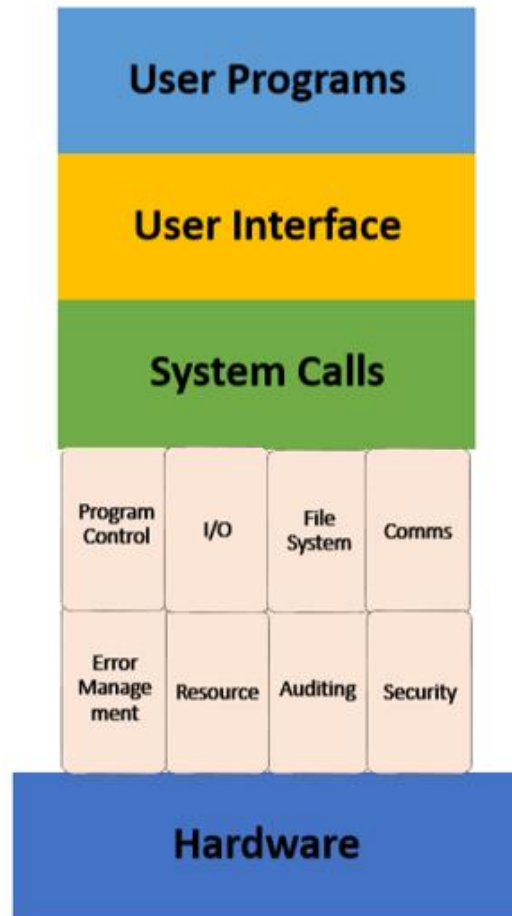 User Programs
User Interface
System Calls
Program
Control
I/O
File
System
Comms
Error
Manage
ment
Resource
Auditing
Security
Hardware